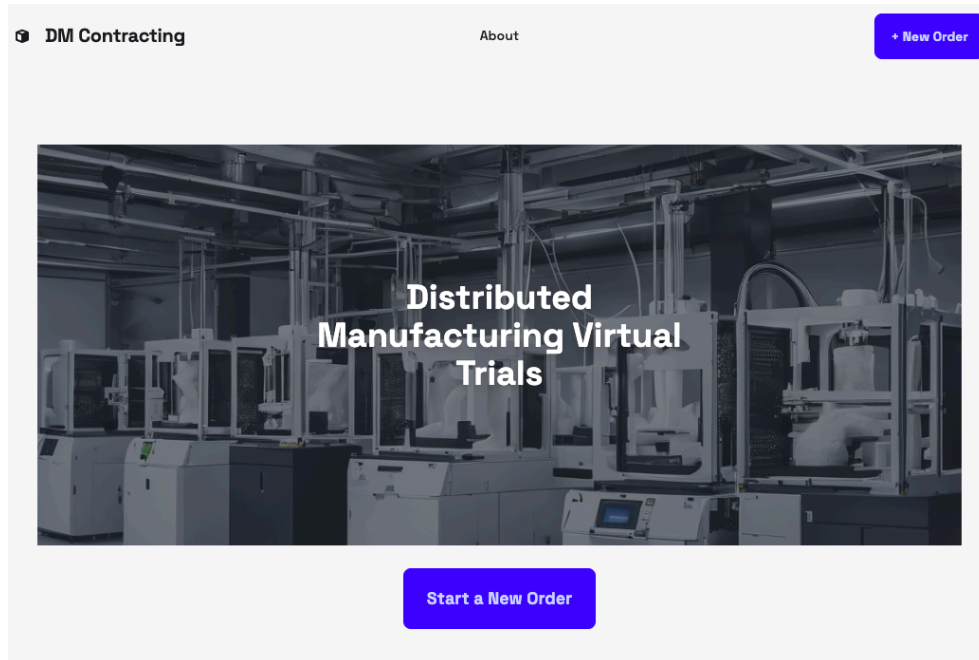 DM Contracting
About
+ New Order
Distributed
Manufacturing Virtual
Trials
Start a New Order